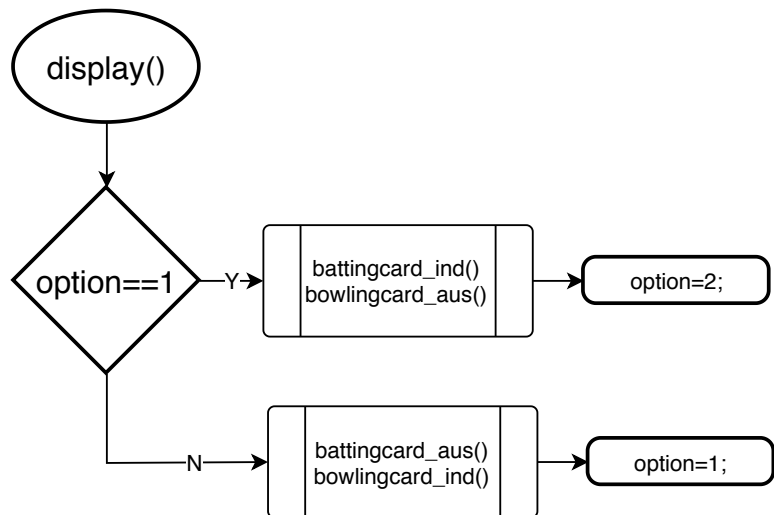 display()
option==1
Y
battingcard_ind()
bowlingcard_aus()
option=2;
N
battingcard_aus()
bowlingcard_ind()
option=1;